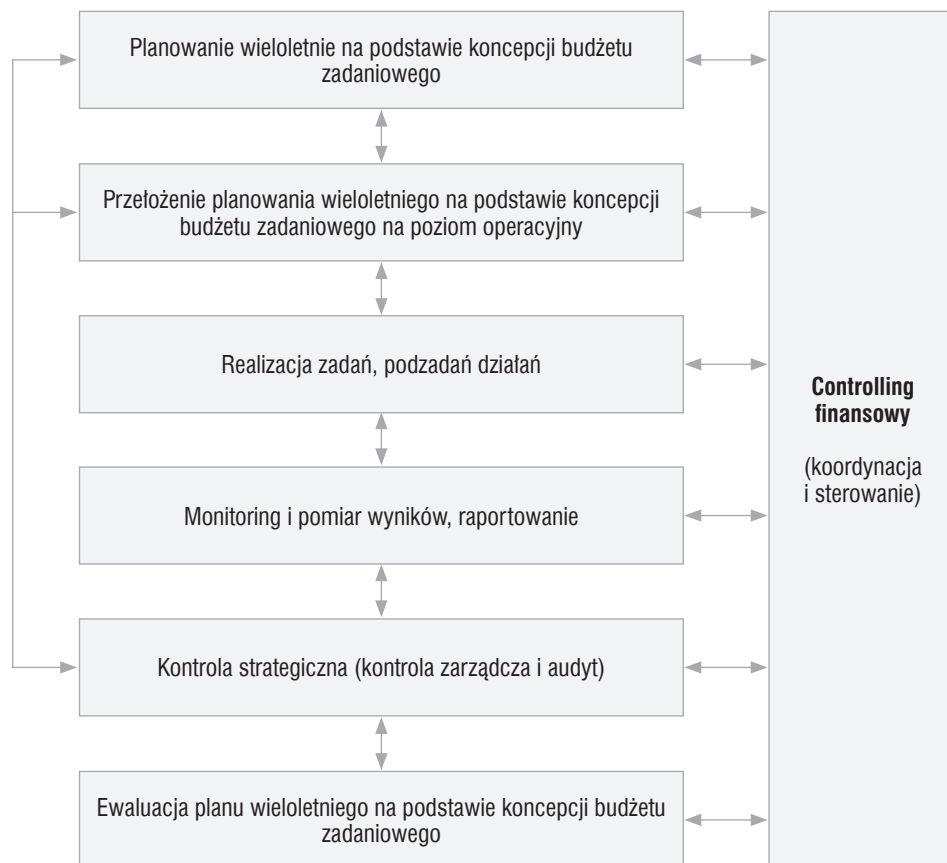 Planowanie wieloletnie na podstawie koncepcji budżetu
zadaniowego
Przełożenie planowania wieloletniego na podstawie koncepcji
budżetu zadaniowego na poziom operacyjny
Realizacja zadań, podzadań działań
Monitoring i pomiar wyników, raportowanie
Kontrola strategiczna (kontrola zarządcza i audyt)
Ewaluacja planu wieloletniego na podstawie koncepcji budżetu
zadaniowego
Controlling
finansowy
(koordynacja
i sterowanie)